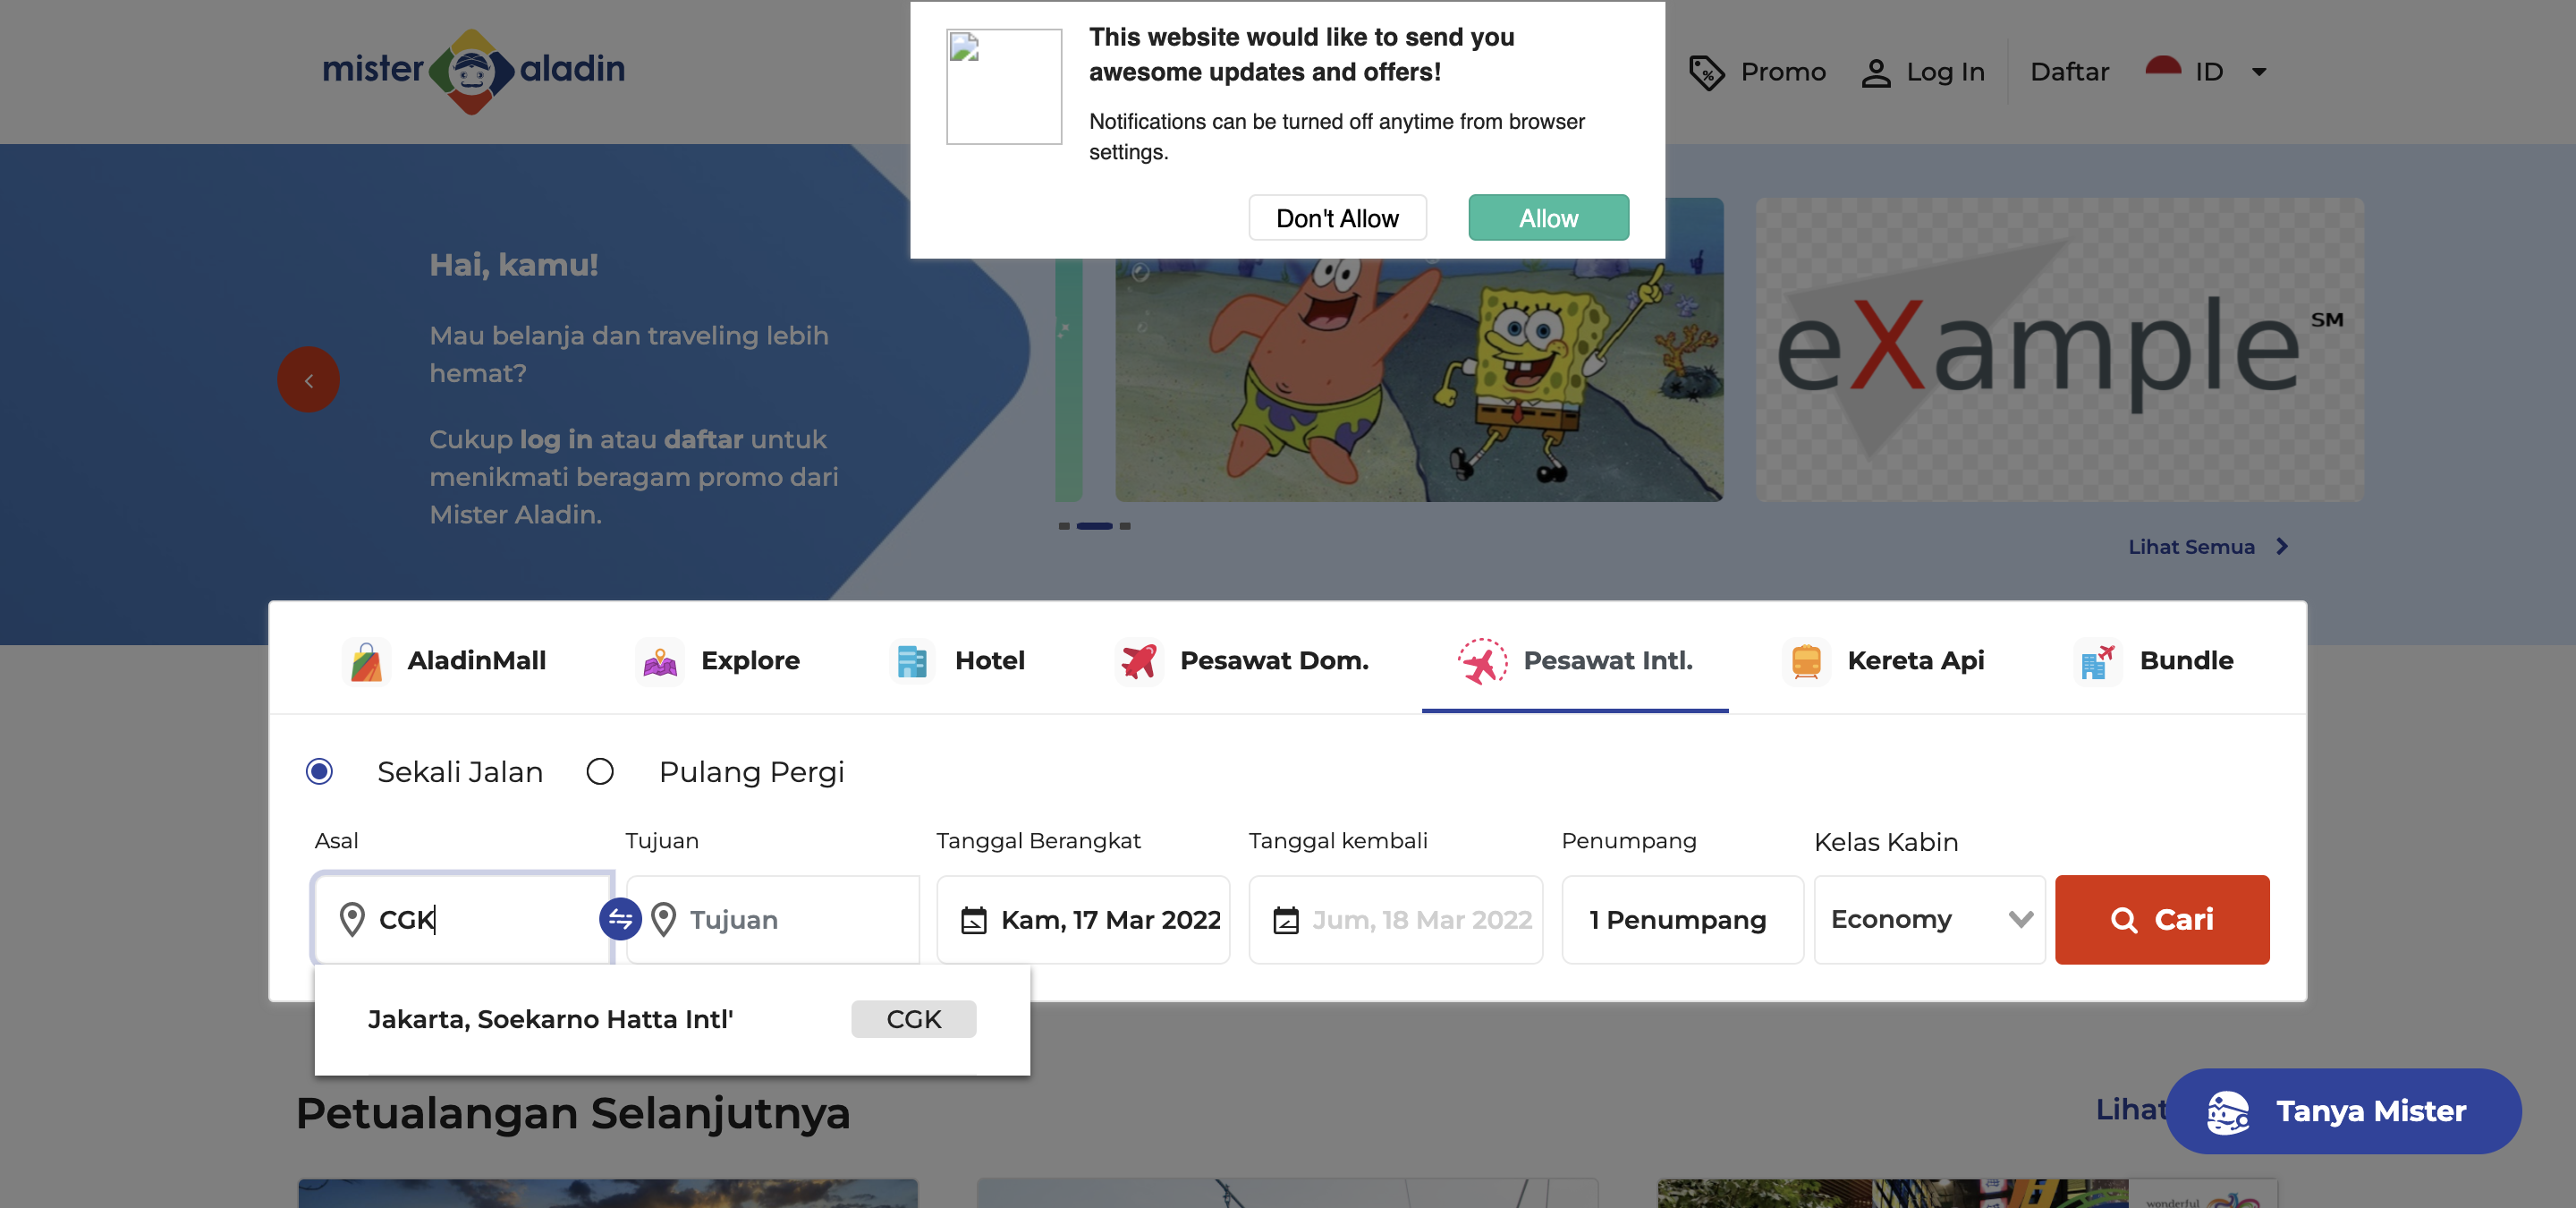 This website would like to send you
awesome updates and offers!
Notifications can be turned off anytime from browser
settings.
Don't Allow
Allow
mister aladin
Promo
Log In
Daftar
ID
Hai, kamu!
Mau belanja dan traveling lebih
hemat?
Cukup log in atau daftar untuk
menikmati beragam promo dari
Mister Aladin.
eXample SM
Lihat Semua
AladinMall
Explore
Hotel
Pesawat Dom.
Pesawat Intl.
Kereta Api
Bundle
Sekali Jalan
Pulang Pergi
Asal
Tujuan
Tanggal Berangkat
Tanggal kembali
Penumpang
Kelas Kabin
CGK
Tujuan
Kam, 17 Mar 2022
Jum, 18 Mar 2022
1 Penumpang
Economy
Cari
Jakarta, Soekarno Hatta Intl'
CGK
Petualangan Selanjutnya
Lihat
Tanya Mister
wonderful